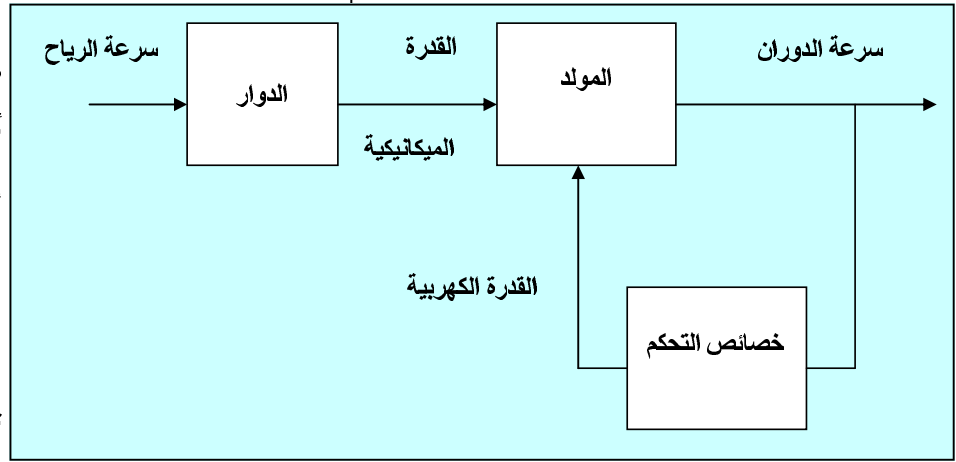 سرعة الرياح
الدوار
القدرة
الميكانيكية
المولد
سرعة الدوران
القدرة الكهربية
خصائص التحكم